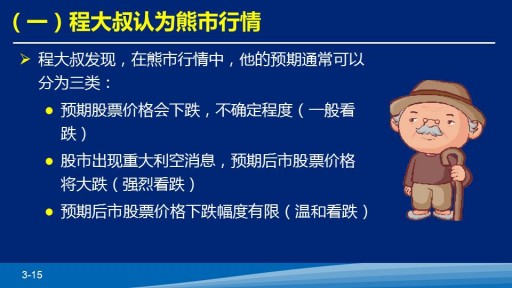 （一）程大叔认为熊市行情
程大叔发现，在熊市行情中，他的预期通常可以
分为三类：
预期股票价格会下跌，不确定程度（一般看
跌）
股市出现重大利空消息，预期后市股票价格
将大跌（强烈看跌）
预期后市股票价格下跌幅度有限（温和看跌）
3-15